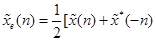 x̃ₑ(n) = 1/2 [x̃(n) + x̃*(-n)